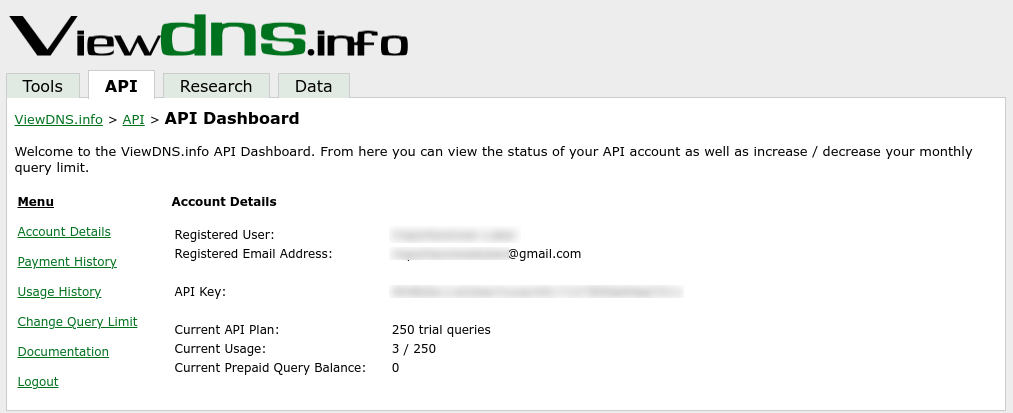 Viewdns.info
Tools API Research Data
ViewDNS.info > API > API Dashboard
Welcome to the ViewDNS.info API Dashboard. From here you can view the status of your API account as well as increase / decrease your monthly
query limit.
Menu
Account Details
Payment History
Usage History
Change Query Limit
Documentation
Logout
Account Details
Registered User:
Registered Email Address: @gmail.com
API Key:
Current API Plan: 250 trial queries
Current Usage: 3 / 250
Current Prepaid Query Balance: 0